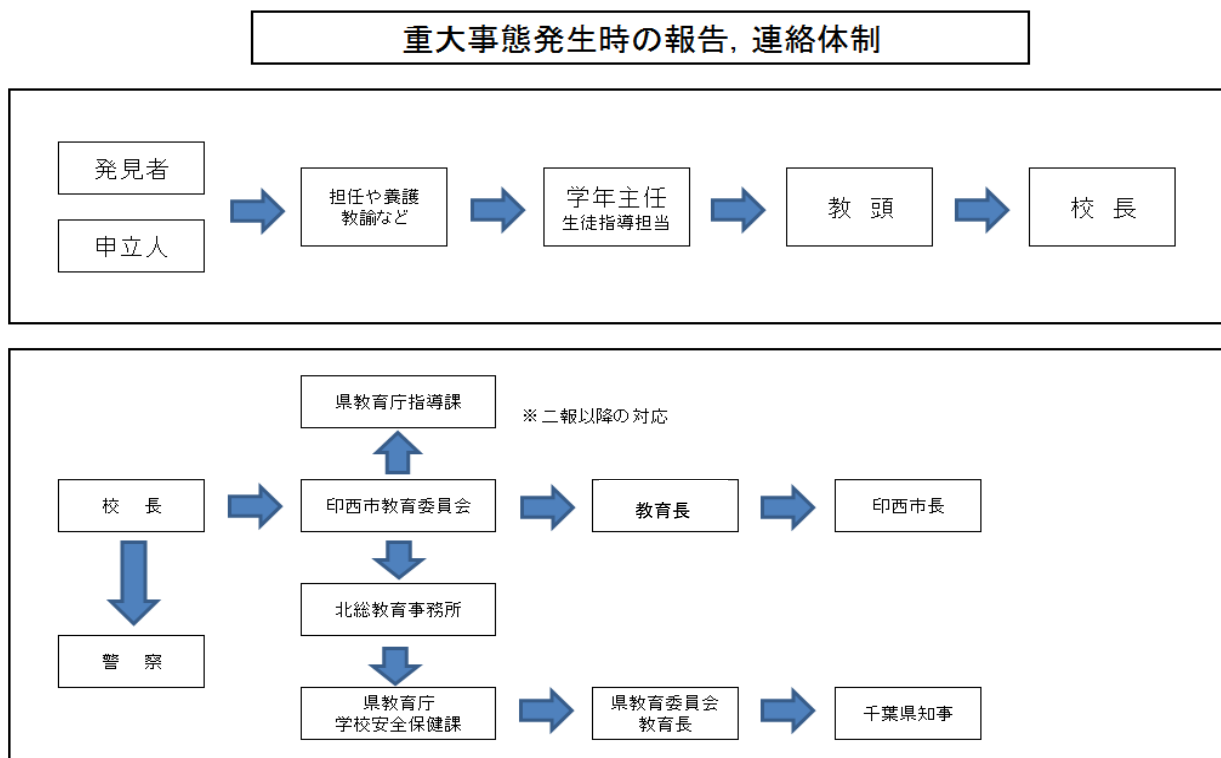 重大事態発生時の報告，連絡体制
発見者
申立人
担任や養護
教諭など
学年主任
生徒指導担当
教　頭
校　長
県教育庁指導課
※二報以降の対応
校　長
印西市教育委員会
教育長
印西市長
北総教育事務所
警　察
県教育庁
学校安全保健課
県教育委員会
教育長
千葉県知事